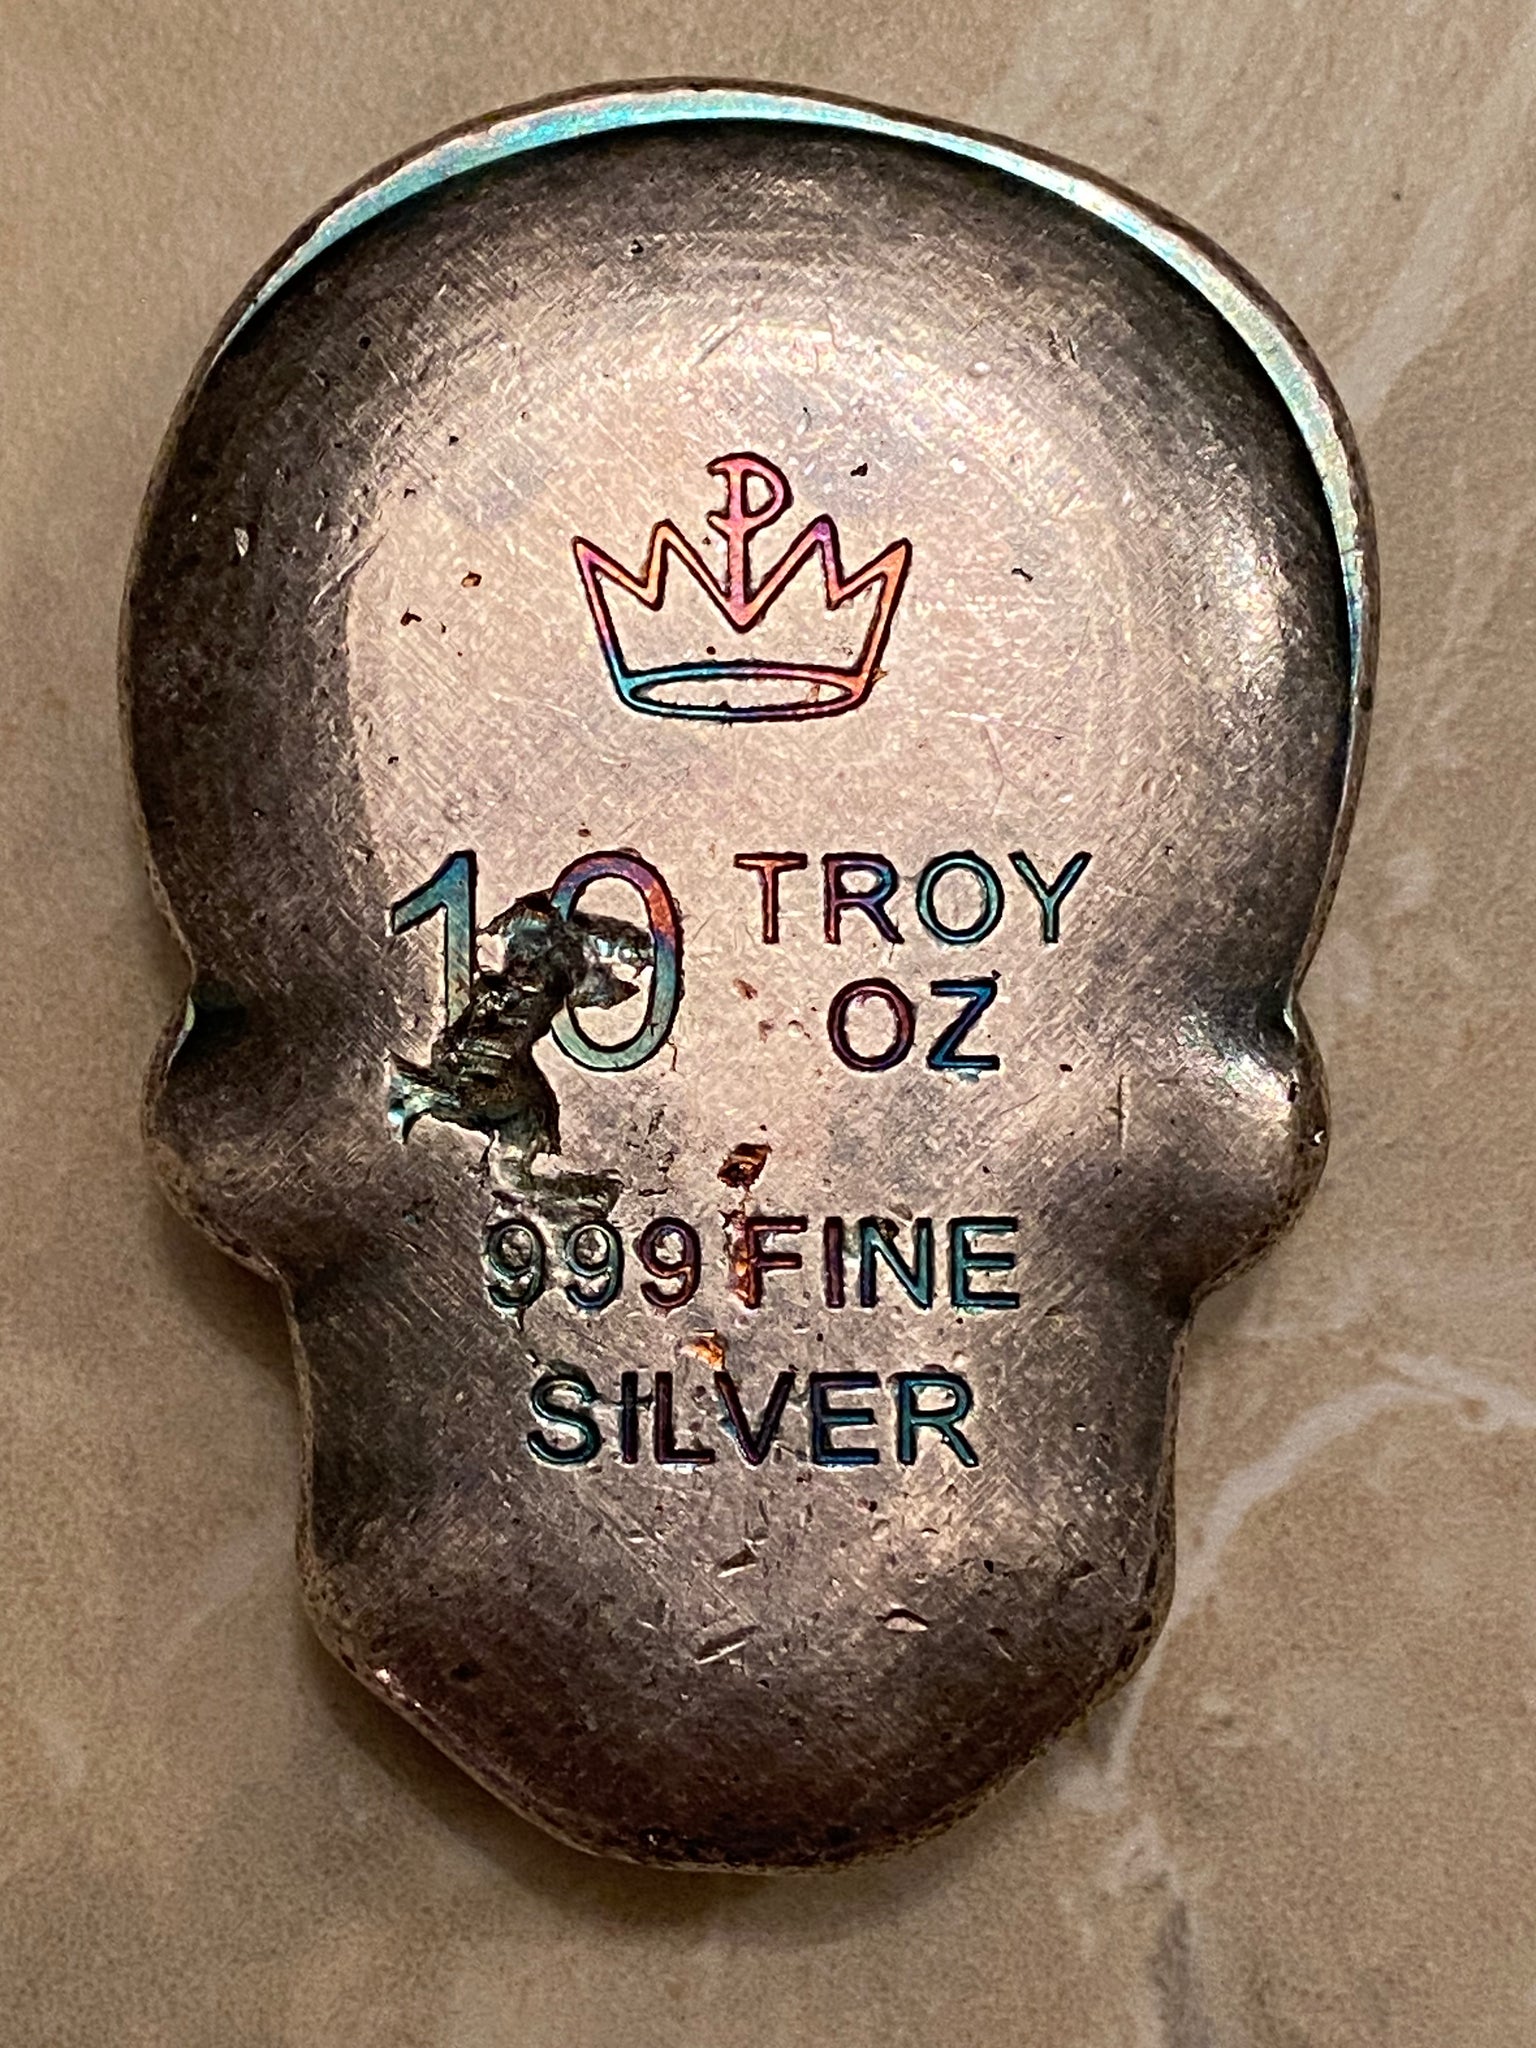 P
10 TROY
OZ
999 FINE
SILVER